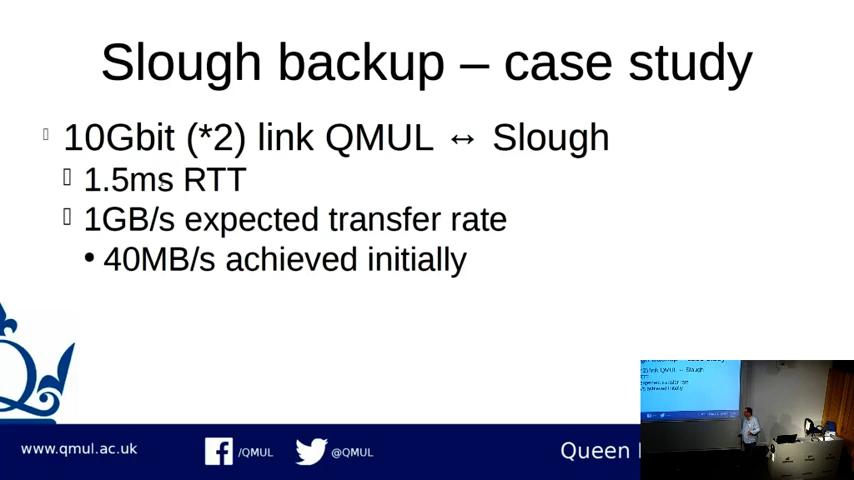 Slough backup – case study
10Gbit (*2) link QMUL ↔ Slough
1.5ms RTT
1GB/s expected transfer rate
• 40MB/s achieved initially
www.qmul.ac.uk
/QMUL
@QMUL
Queen